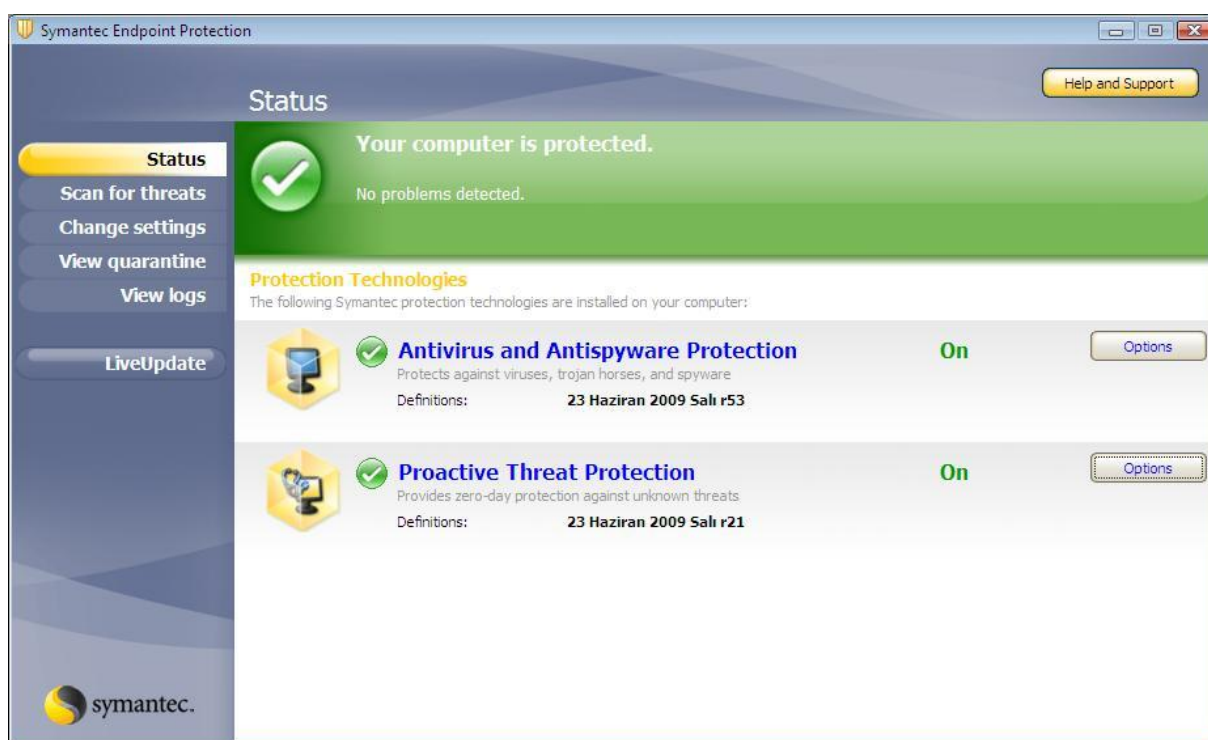 Symantec Endpoint Protection
Help and Support
Status
Status
Scan for threats
Change settings
View quarantine
View logs
LiveUpdate
Your computer is protected.
No problems detected.
Protection Technologies
The following Symantec protection technologies are installed on your computer:
Antivirus and Antispyware Protection On Options
Protects against viruses, trojan horses, and spyware
Definitions: 23 Haziran 2009 Salı r53
Proactive Threat Protection On Options
Provides zero-day protection against unknown threats
Definitions: 23 Haziran 2009 Salı r21
symantec.